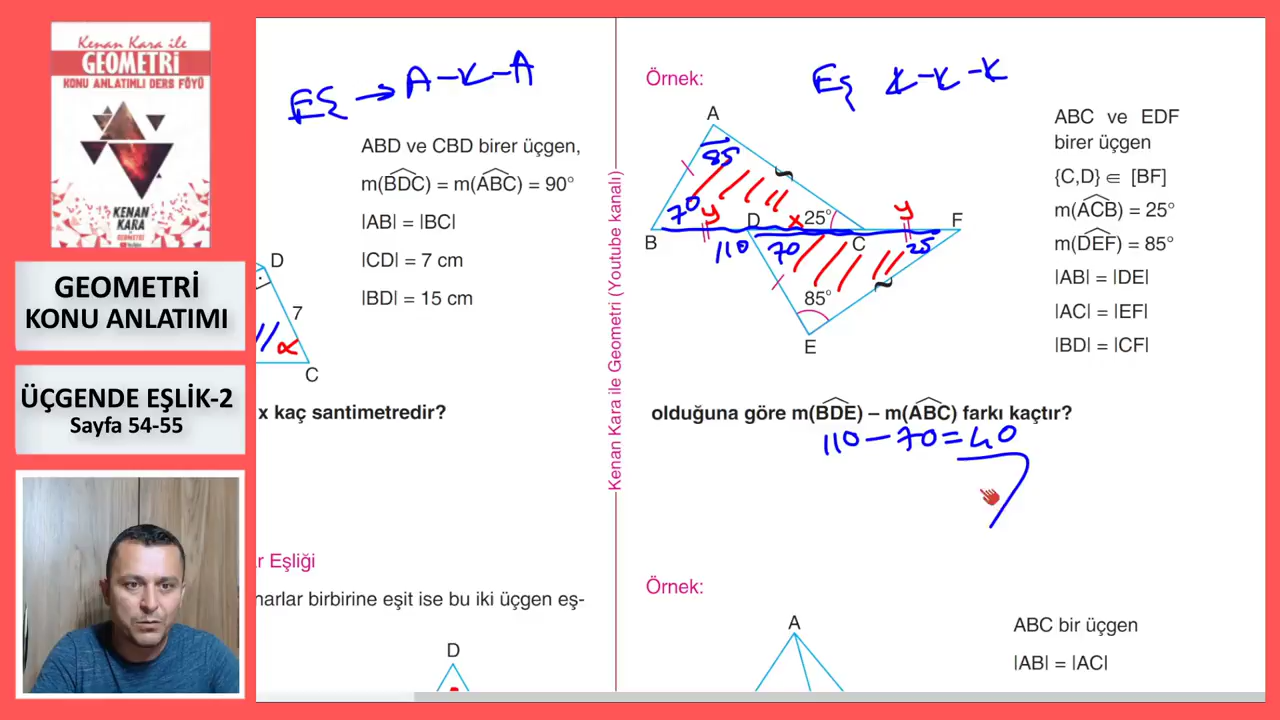 Kenan Kara ile
GEOMETRİ
KONU ANLATIMLI DERS FÖYÜ
KENAN
KARA
GEOMETRİ
KONU ANLATIMI
ÜÇGENDE EŞLİK-2
Sayfa 54-55
EŞ → A-K-A
ABD ve CBD birer üçgen,
m(BDC) = m(ABC) = 90°
|AB| = |BC|
|CD| = 7 cm
|BD| = 15 cm
D
7
α
C
x kaç santimetredir?
r Eşliği
narlar birbirine eşit ise bu iki üçgen eş-
D
Kenan Kara ile Geometri (Youtube kanalı)
Örnek:
Eş K-K-K
A
85
70
y
D
x
25°
y
F
B
110
70
C
25
85°
E
ABC ve EDF
birer üçgen
{C,D} ∈ [BF]
m(ACB) = 25°
m(DEF) = 85°
|AB| = |DE|
|AC| = |EF|
|BD| = |CF|
olduğuna göre m(BDE) – m(ABC) farkı kaçtır?
110-70=40
Örnek:
A
ABC bir üçgen
|AB| = |AC|